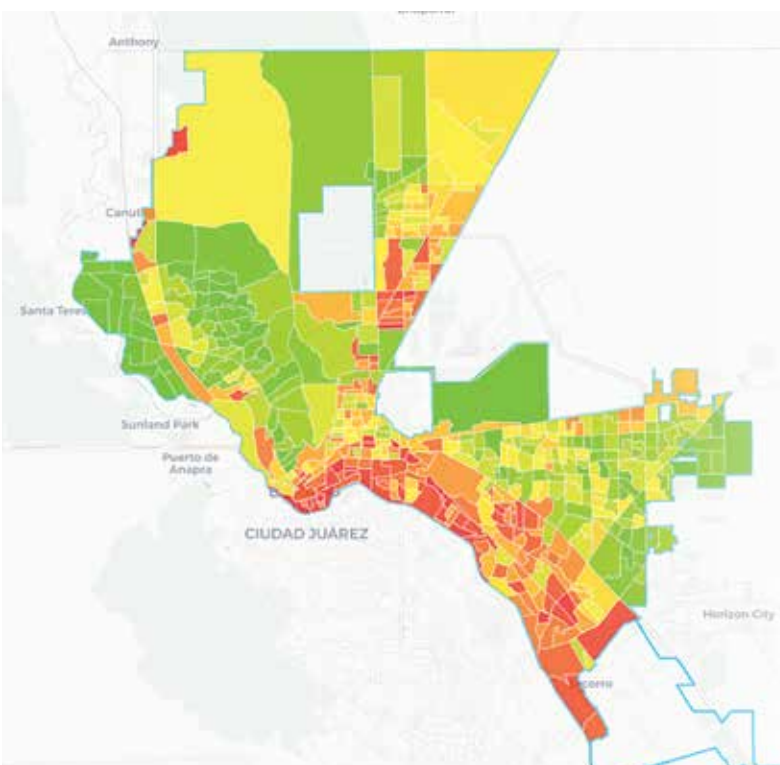 Anthony
Santa Teres
Sunland Park
Puerto de
Anapra
CIUDAD JUÁREZ
Horizon City